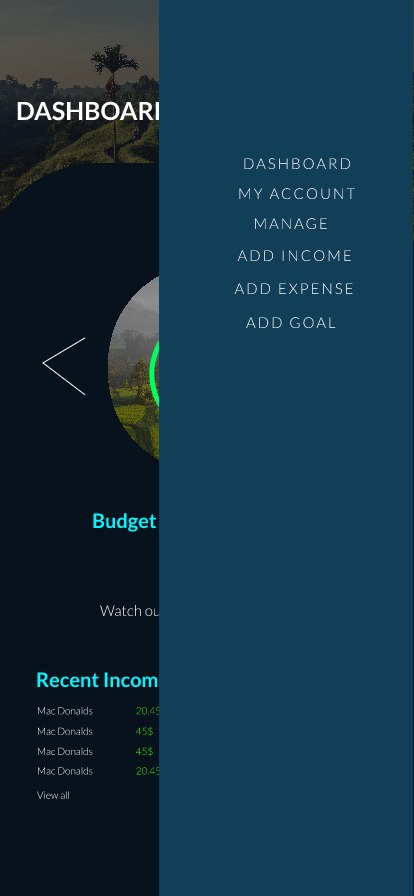 DASHBOARD
MY ACCOUNT
MANAGE
ADD INCOME
ADD EXPENSE
ADD GOAL
DASHBOAR
Budget
Watch ou
Recent Incom
Mac Donalds 20.45
Mac Donalds 45$
Mac Donalds 45$
Mac Donalds 20.45
View all